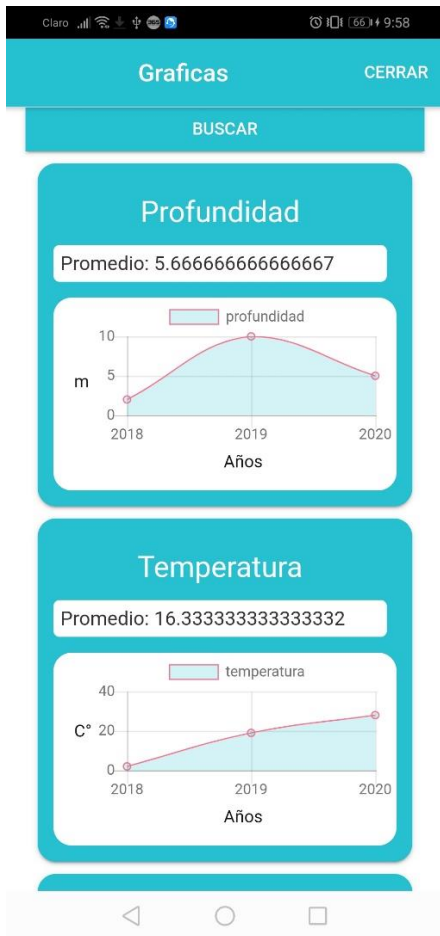 Claro 66 9:58
Graficas CERRAR
BUSCAR
Profundidad
Promedio: 5.666666666666667
profundidad
10
m 5
0
2018 2019 2020
Años
Temperatura
Promedio: 16.333333333333332
temperatura
40
C° 20
0
2018 2019 2020
Años